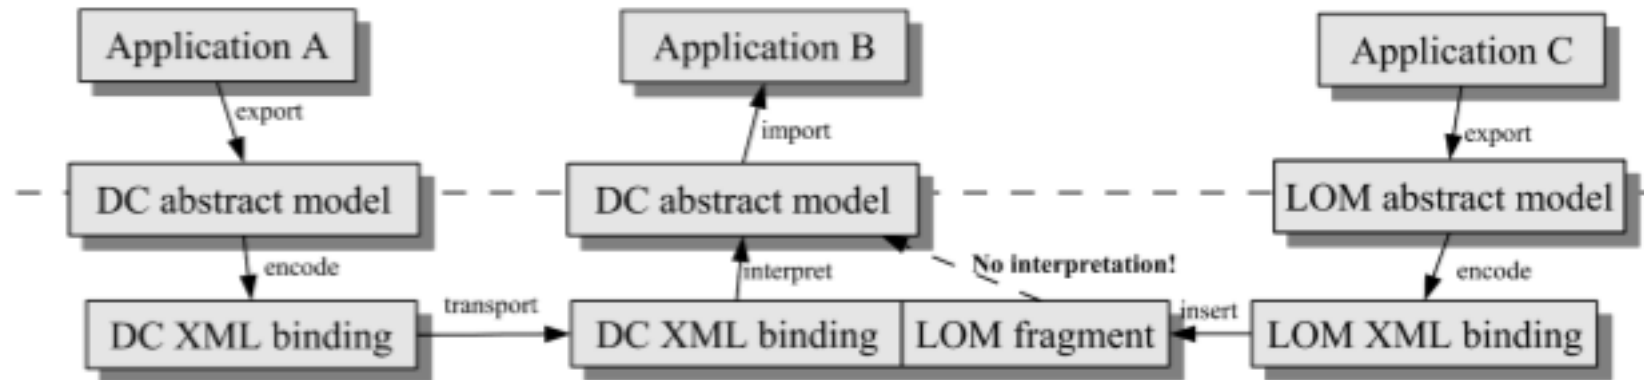 Application A
Application B
Application C
export
import
export
DC abstract model
DC abstract model
LOM abstract model
encode
interpret
No interpretation!
encode
transport
insert
DC XML binding
DC XML binding
LOM fragment
LOM XML binding